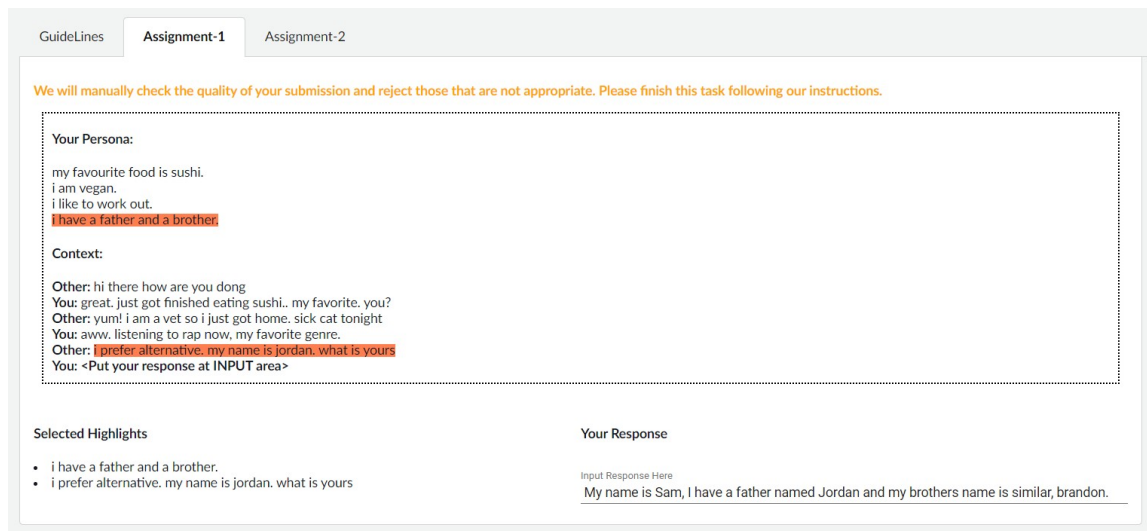 GuideLines
Assignment-1
Assignment-2
We will manually check the quality of your submission and reject those that are not appropriate. Please finish this task following our instructions.
Your Persona:
my favourite food is sushi.
i am vegan.
i like to work out.
i have a father and a brother.
Context:
Other: hi there how are you dong
You: great. just got finished eating sushi.. my favorite. you?
Other: yum! i am a vet so i just got home. sick cat tonight
You: aww. listening to rap now, my favorite genre.
Other: i prefer alternative. my name is jordan. what is yours
You: <Put your response at INPUT area>
Selected Highlights
• i have a father and a brother.
• i prefer alternative. my name is jordan. what is yours
Your Response
Input Response Here
My name is Sam, I have a father named Jordan and my brothers name is similar, brandon.